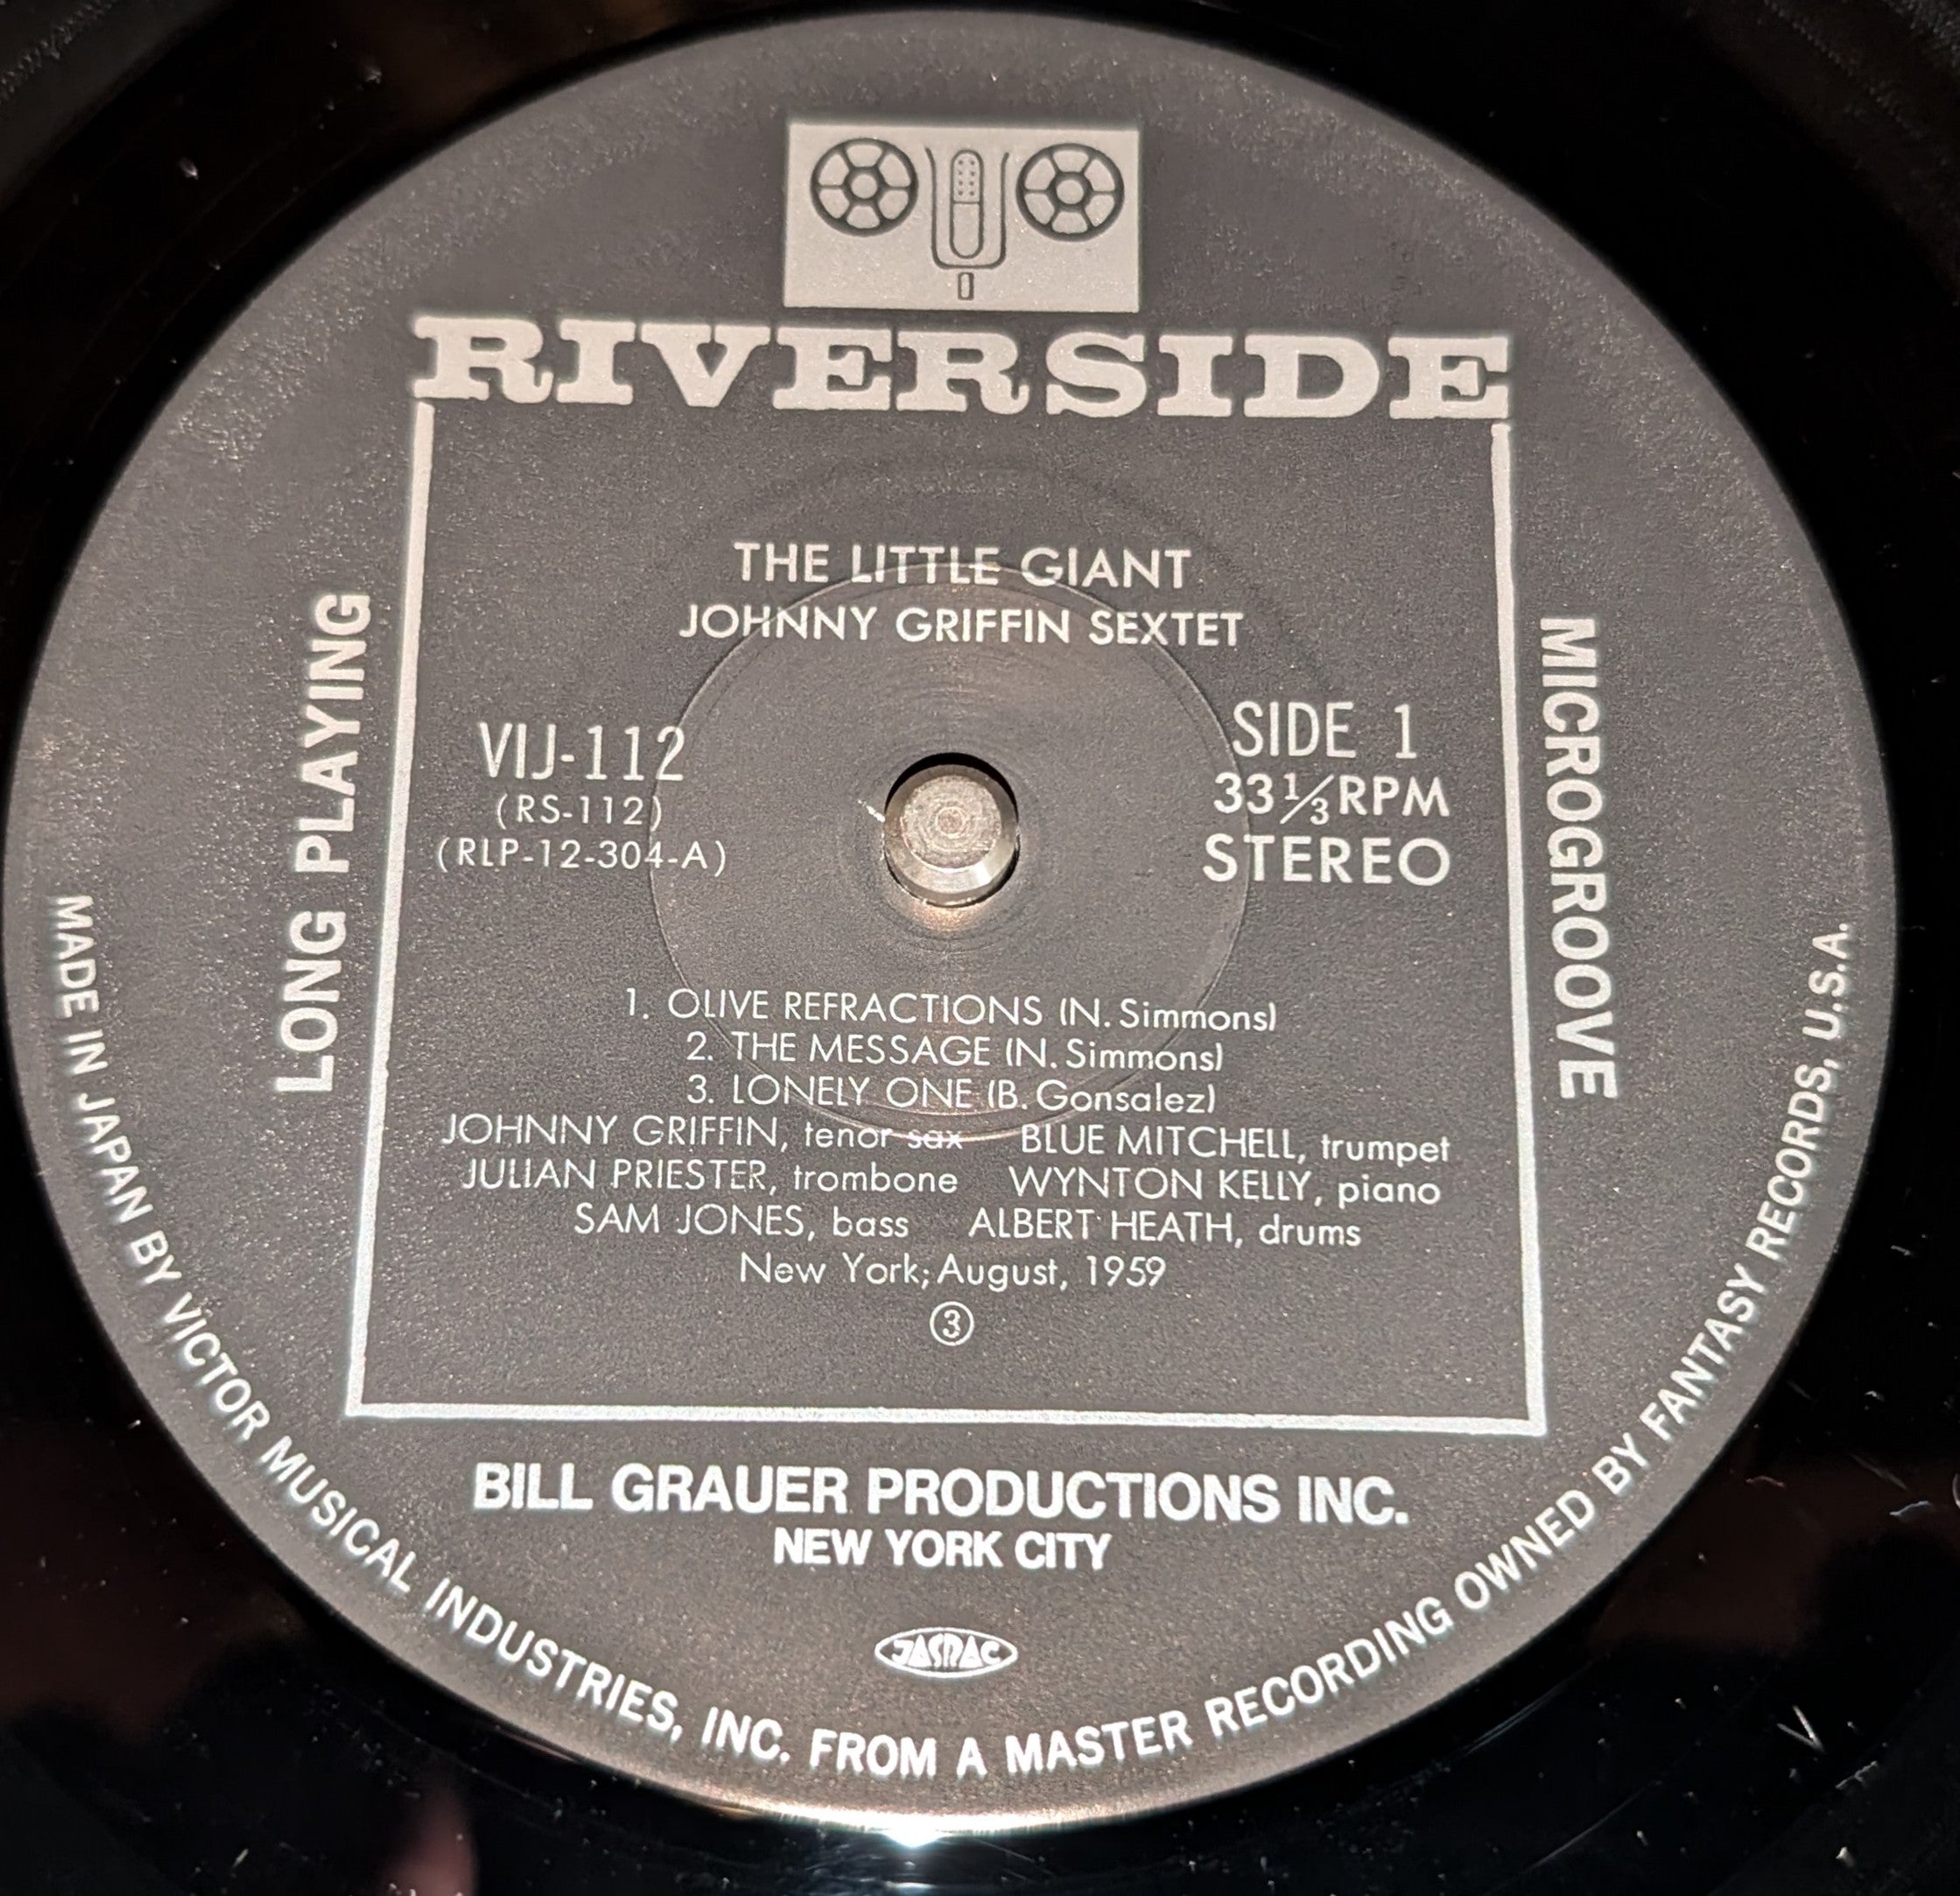 RIVERSIDE
THE LITTLE GIANT
JOHNNY GRIFFIN SEXTET
LONG PLAYING
MICROGROOVE
VIJ-112
(RS-112)
(RLP-12-304-A)
SIDE 1
33 1/3 RPM
STEREO
1. OLIVE REFRACTIONS (N. Simmons)
2. THE MESSAGE (N. Simmons)
3. LONELY ONE (B. Gonsalez)
JOHNNY GRIFFIN, tenor sax BLUE MITCHELL, trumpet
JULIAN PRIESTER, trombone WYNTON KELLY, piano
SAM JONES, bass ALBERT HEATH, drums
New York; August, 1959
③
BILL GRAUER PRODUCTIONS INC.
NEW YORK CITY
JASRAC
MADE IN JAPAN BY VICTOR MUSICAL INDUSTRIES, INC. FROM A MASTER RECORDING OWNED BY FANTASY RECORDS, U.S.A.